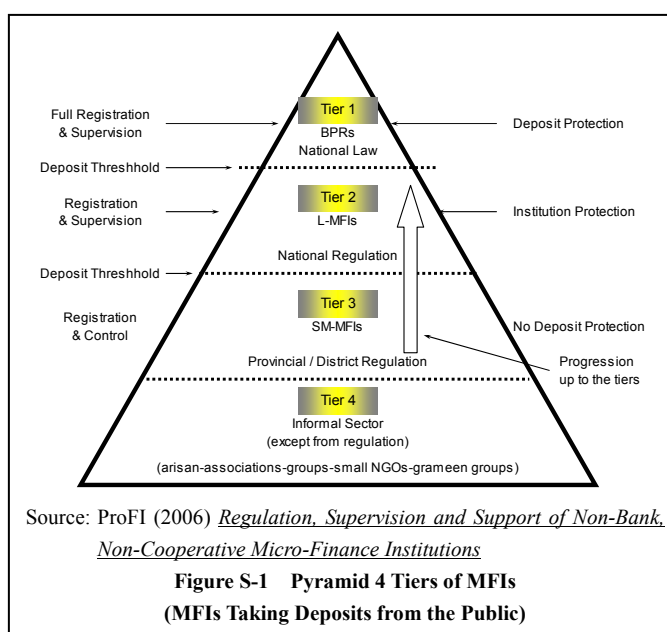 Tier 1
Full Registration
& Supervision
BPRs
Deposit Protection
National Law
Deposit Threshhold
Tier 2
Registration
& Supervision
L-MFIs
Institution Protection
National Regulation
Deposit Threshhold
Tier 3
Registration
& Control
SM-MFIs
No Deposit Protection
Provincial / District Regulation
Progression
up to the tiers
Tier 4
Informal Sector
(except from regulation)
(arisan-associations-groups-small NGOs-grameen groups)
Source: ProFI (2006) Regulation, Supervision and Support of Non-Bank,
Non-Cooperative Micro-Finance Institutions
Figure S-1 Pyramid 4 Tiers of MFIs
(MFIs Taking Deposits from the Public)